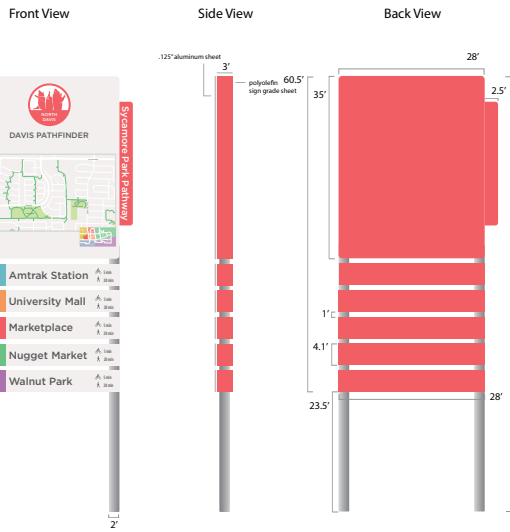 Front View
Side View
Back View
.125" aluminum sheet
3'
polyolefin
sign grade sheet
60.5'
28'
35'
2.5'
NORTH
DAVIS
DAVIS PATHFINDER
Sycamore Park Pathway
Amtrak Station
University Mall
Marketplace
Nugget Market
Walnut Park
1'
4.1'
23.5'
28'
2'